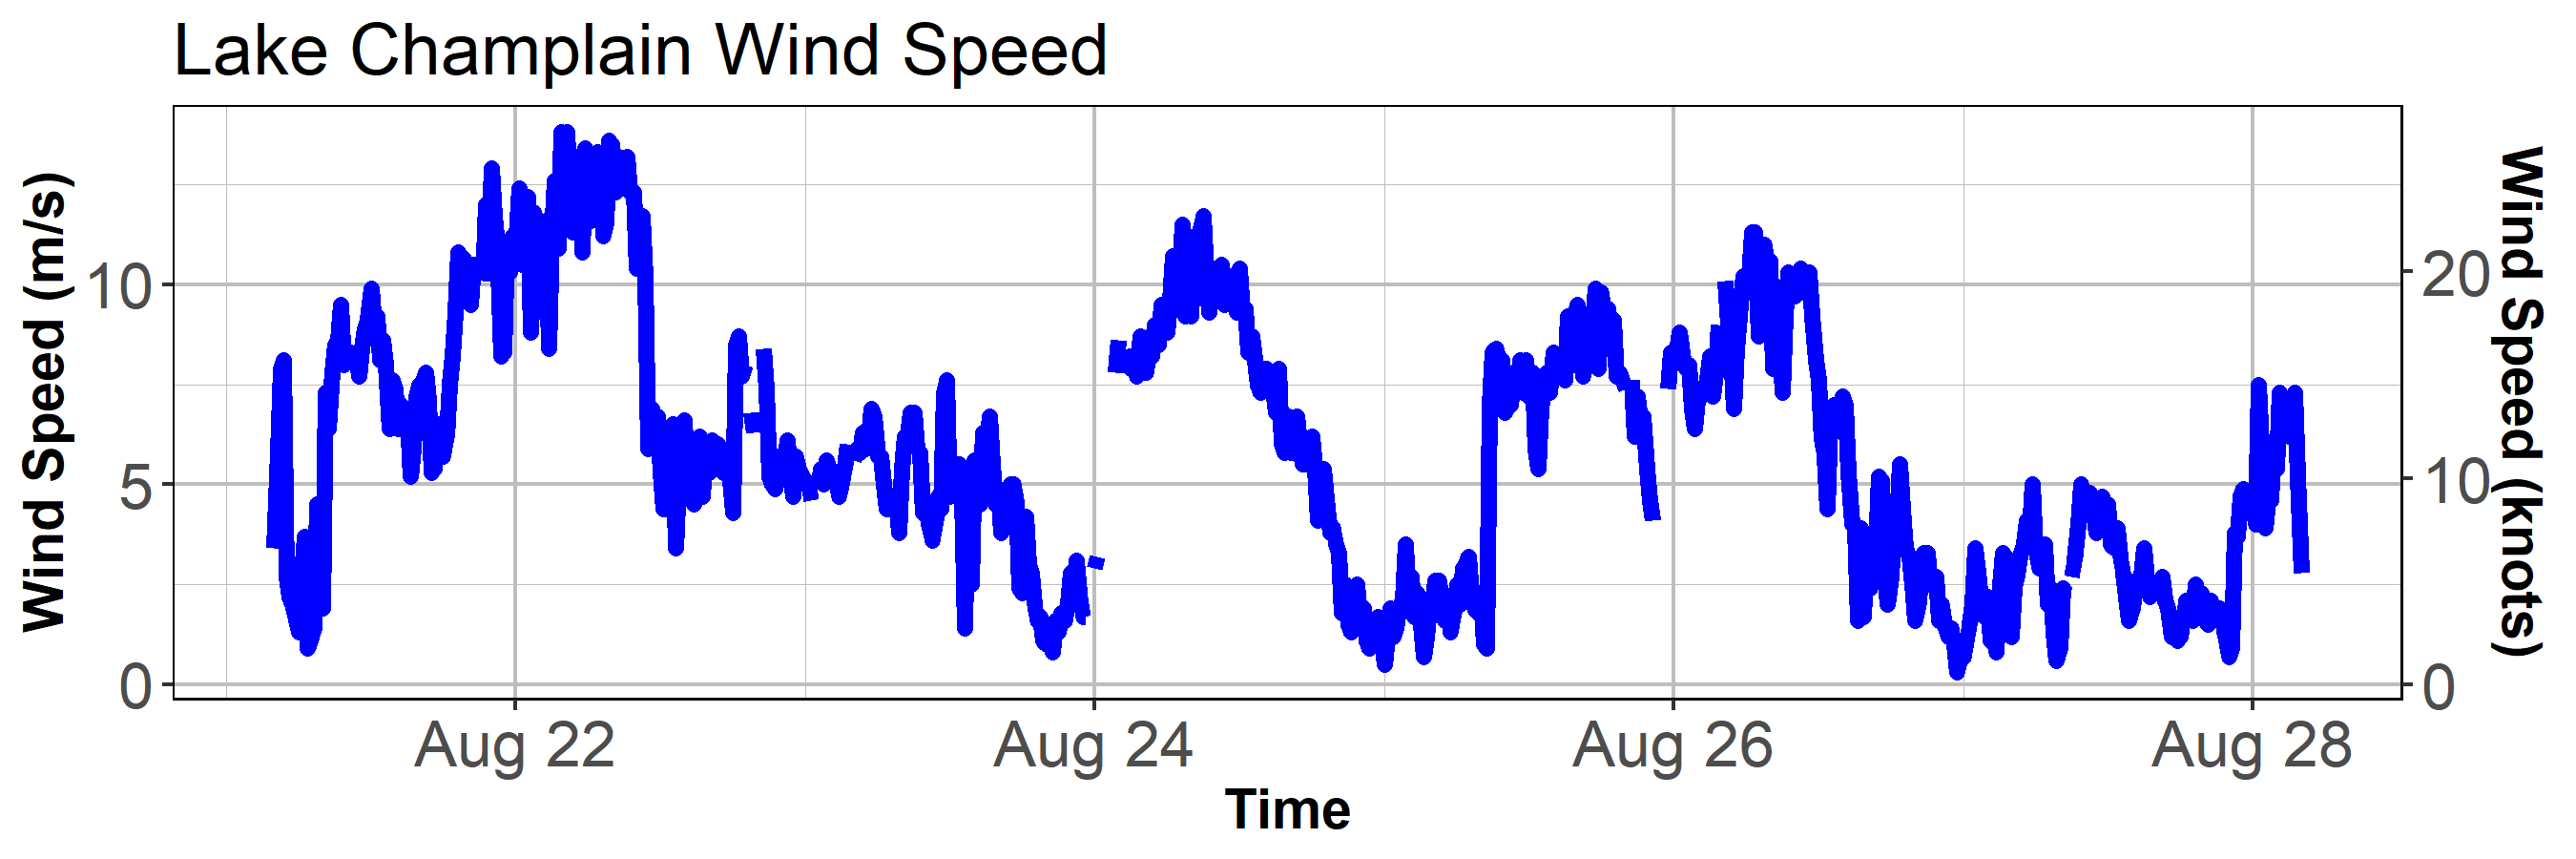 Lake Champlain Wind Speed
Wind Speed (m/s)
10
5
0
20
10
0
Wind Speed (knots)
Aug 22
Aug 24
Aug 26
Aug 28
Time